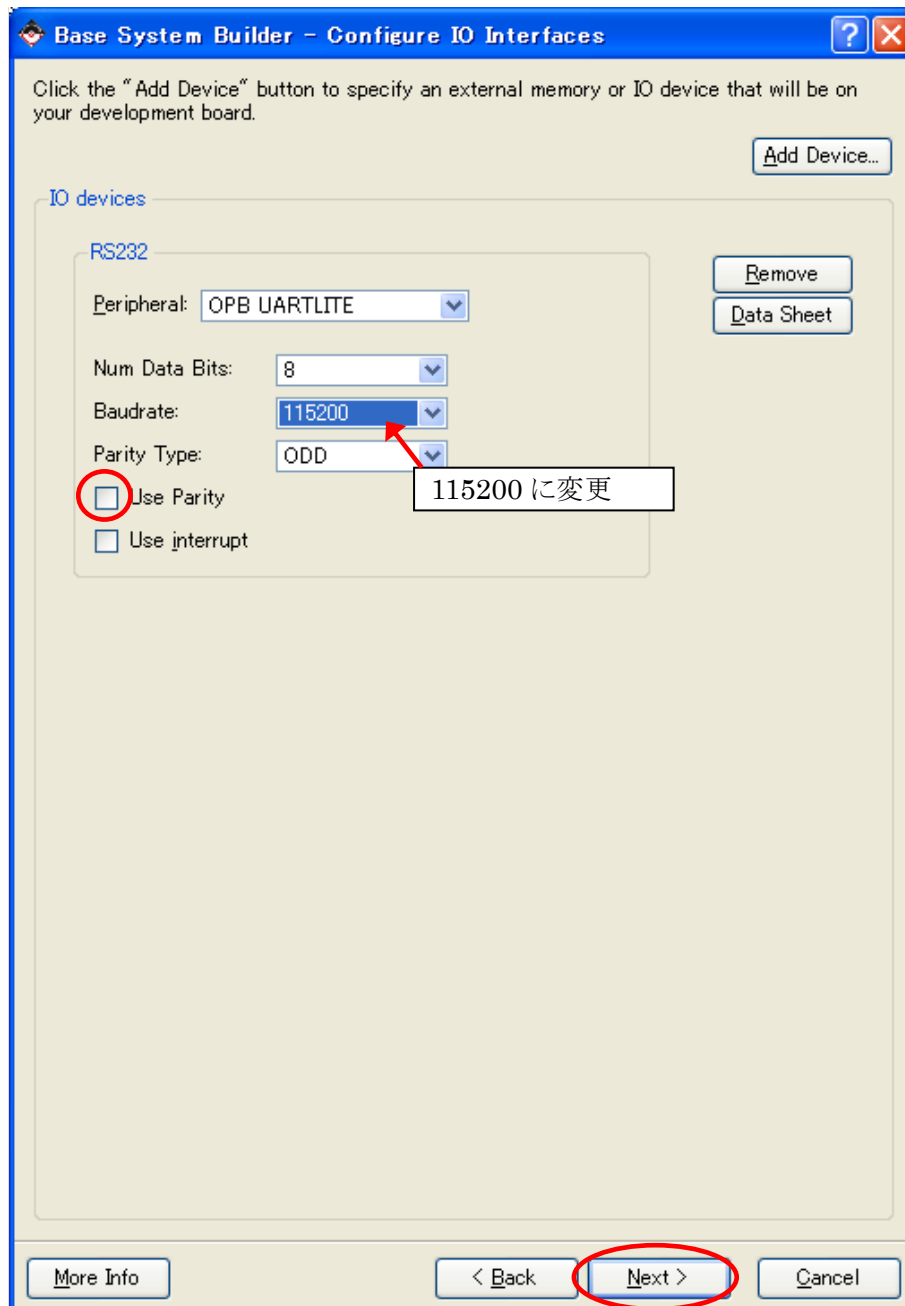 Base System Builder - Configure IO Interfaces
Click the "Add Device" button to specify an external memory or IO device that will be on
your development board.
Add Device...
IO devices
RS232
Remove
Peripheral: OPB UARTLITE
Data Sheet
Num Data Bits: 8
Baudrate: 115200
Parity Type: ODD
115200 に変更
Use Parity
Use interrupt
More Info
< Back
Next >
Cancel